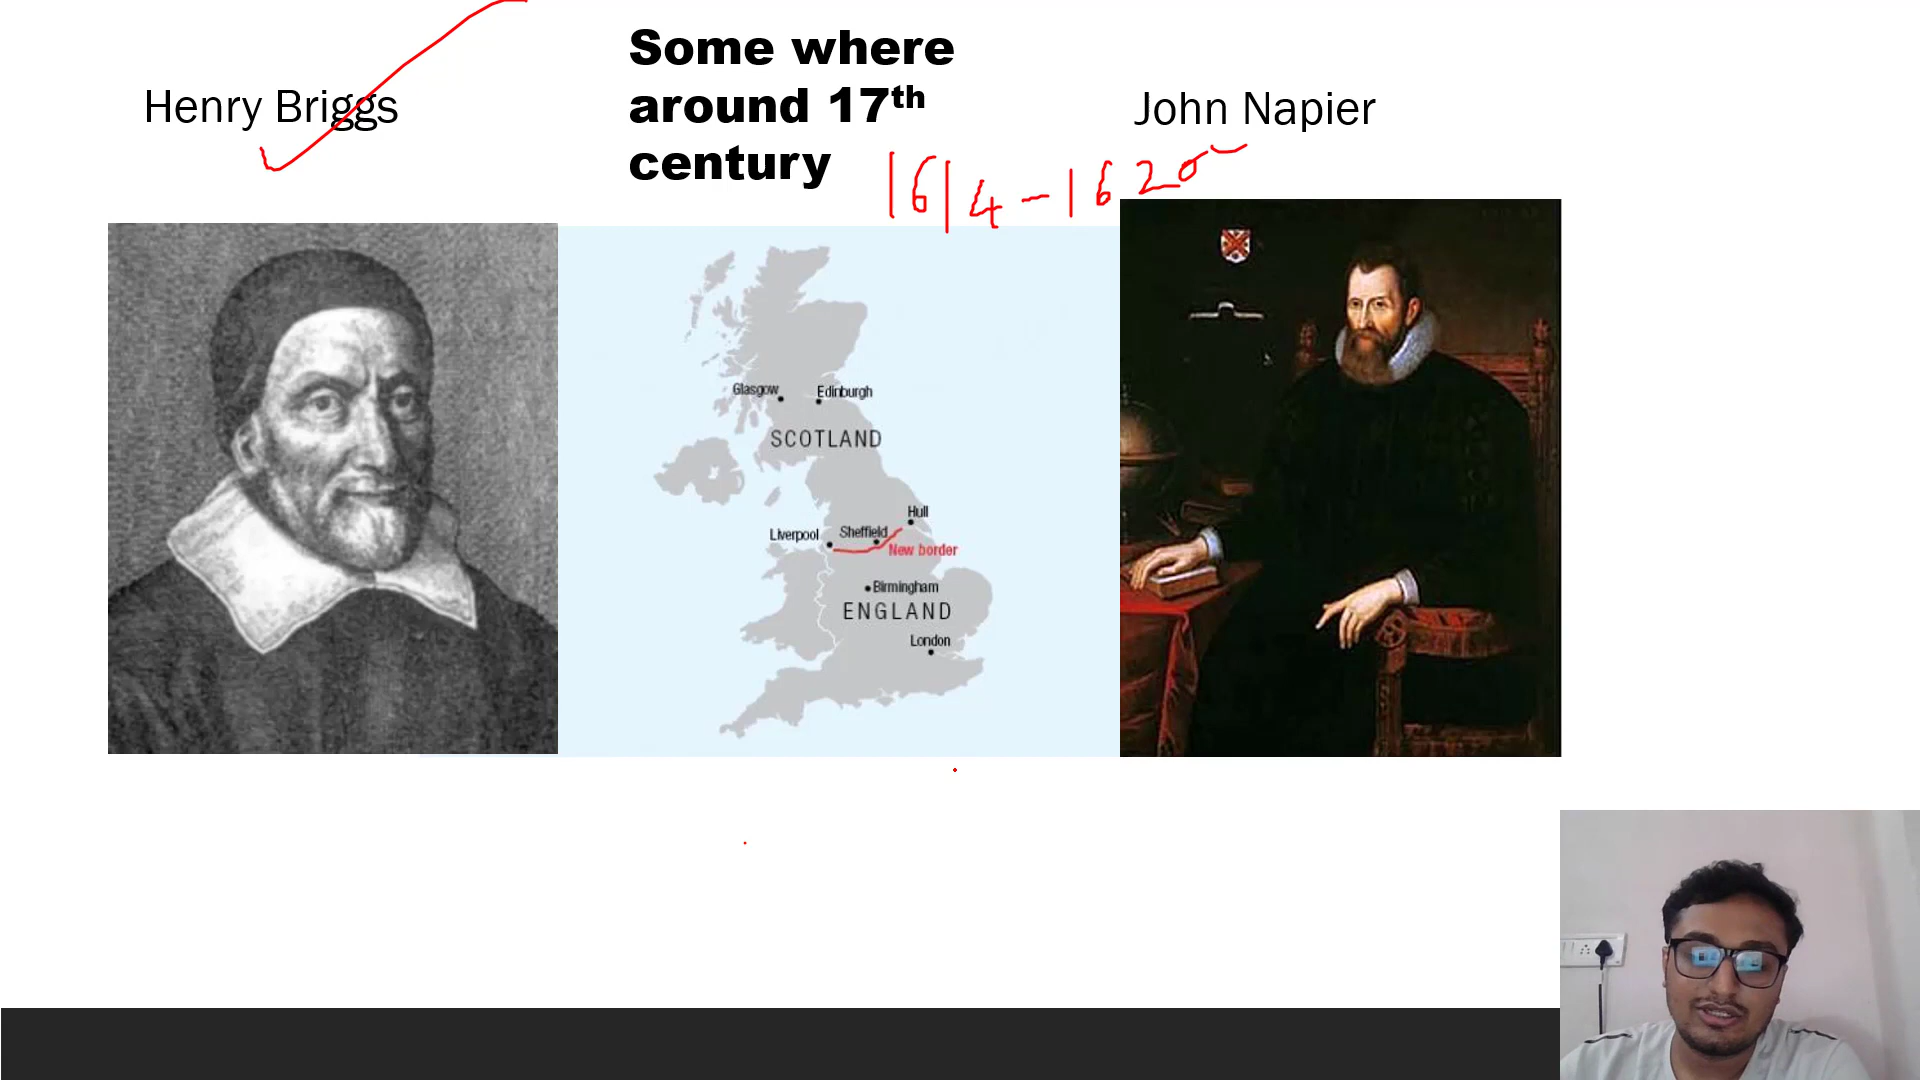 Henry Briggs
Some where
around 17th
century
1614-1620
John Napier
Glasgow
Edinburgh
SCOTLAND
Hull
Liverpool
Sheffield
New border
Birmingham
ENGLAND
London